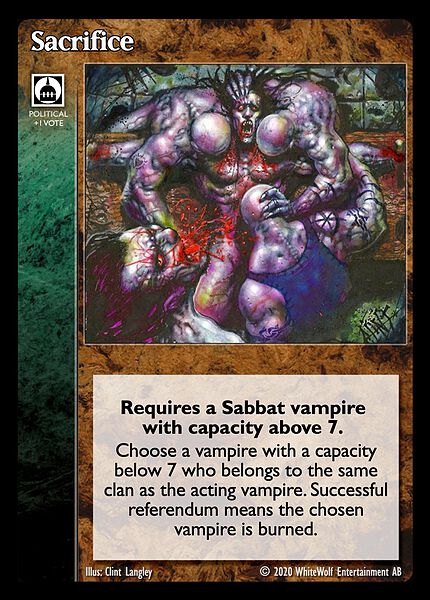 Sacrifice
POLITICAL
+1 VOTE
Requires a Sabbat vampire
with capacity above 7.
Choose a vampire with a capacity
below 7 who belongs to the same
clan as the acting vampire. Successful
referendum means the chosen
vampire is burned.
Illus: Clint Langley
© 2020 WhiteWolf Entertainment AB